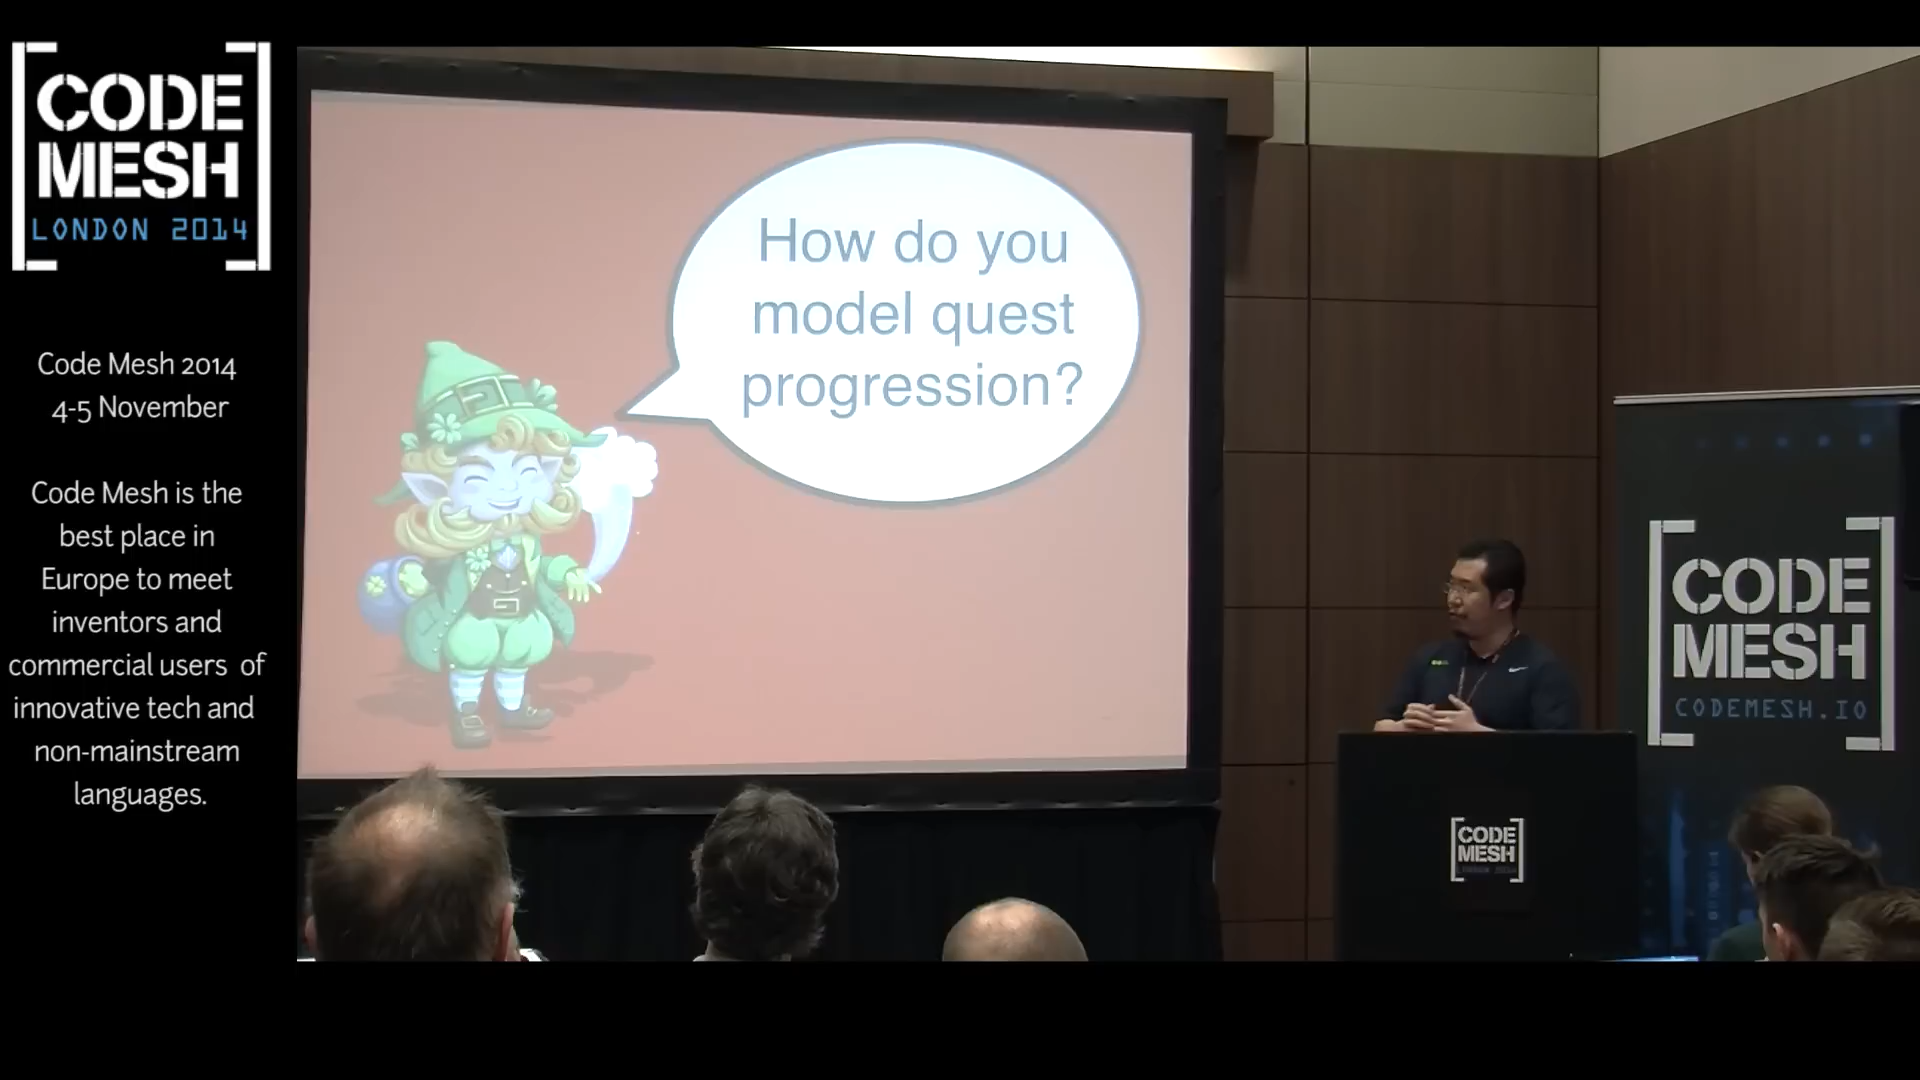 CODE
MESH
LONDON 2014
Code Mesh 2014
4-5 November
Code Mesh is the
best place in
Europe to meet
inventors and
commercial users of
innovative tech and
non-mainstream
languages.
How do you
model quest
progression?
CODE
MESH
CODEMESH.IO
CODE
MESH
LONDON 2014